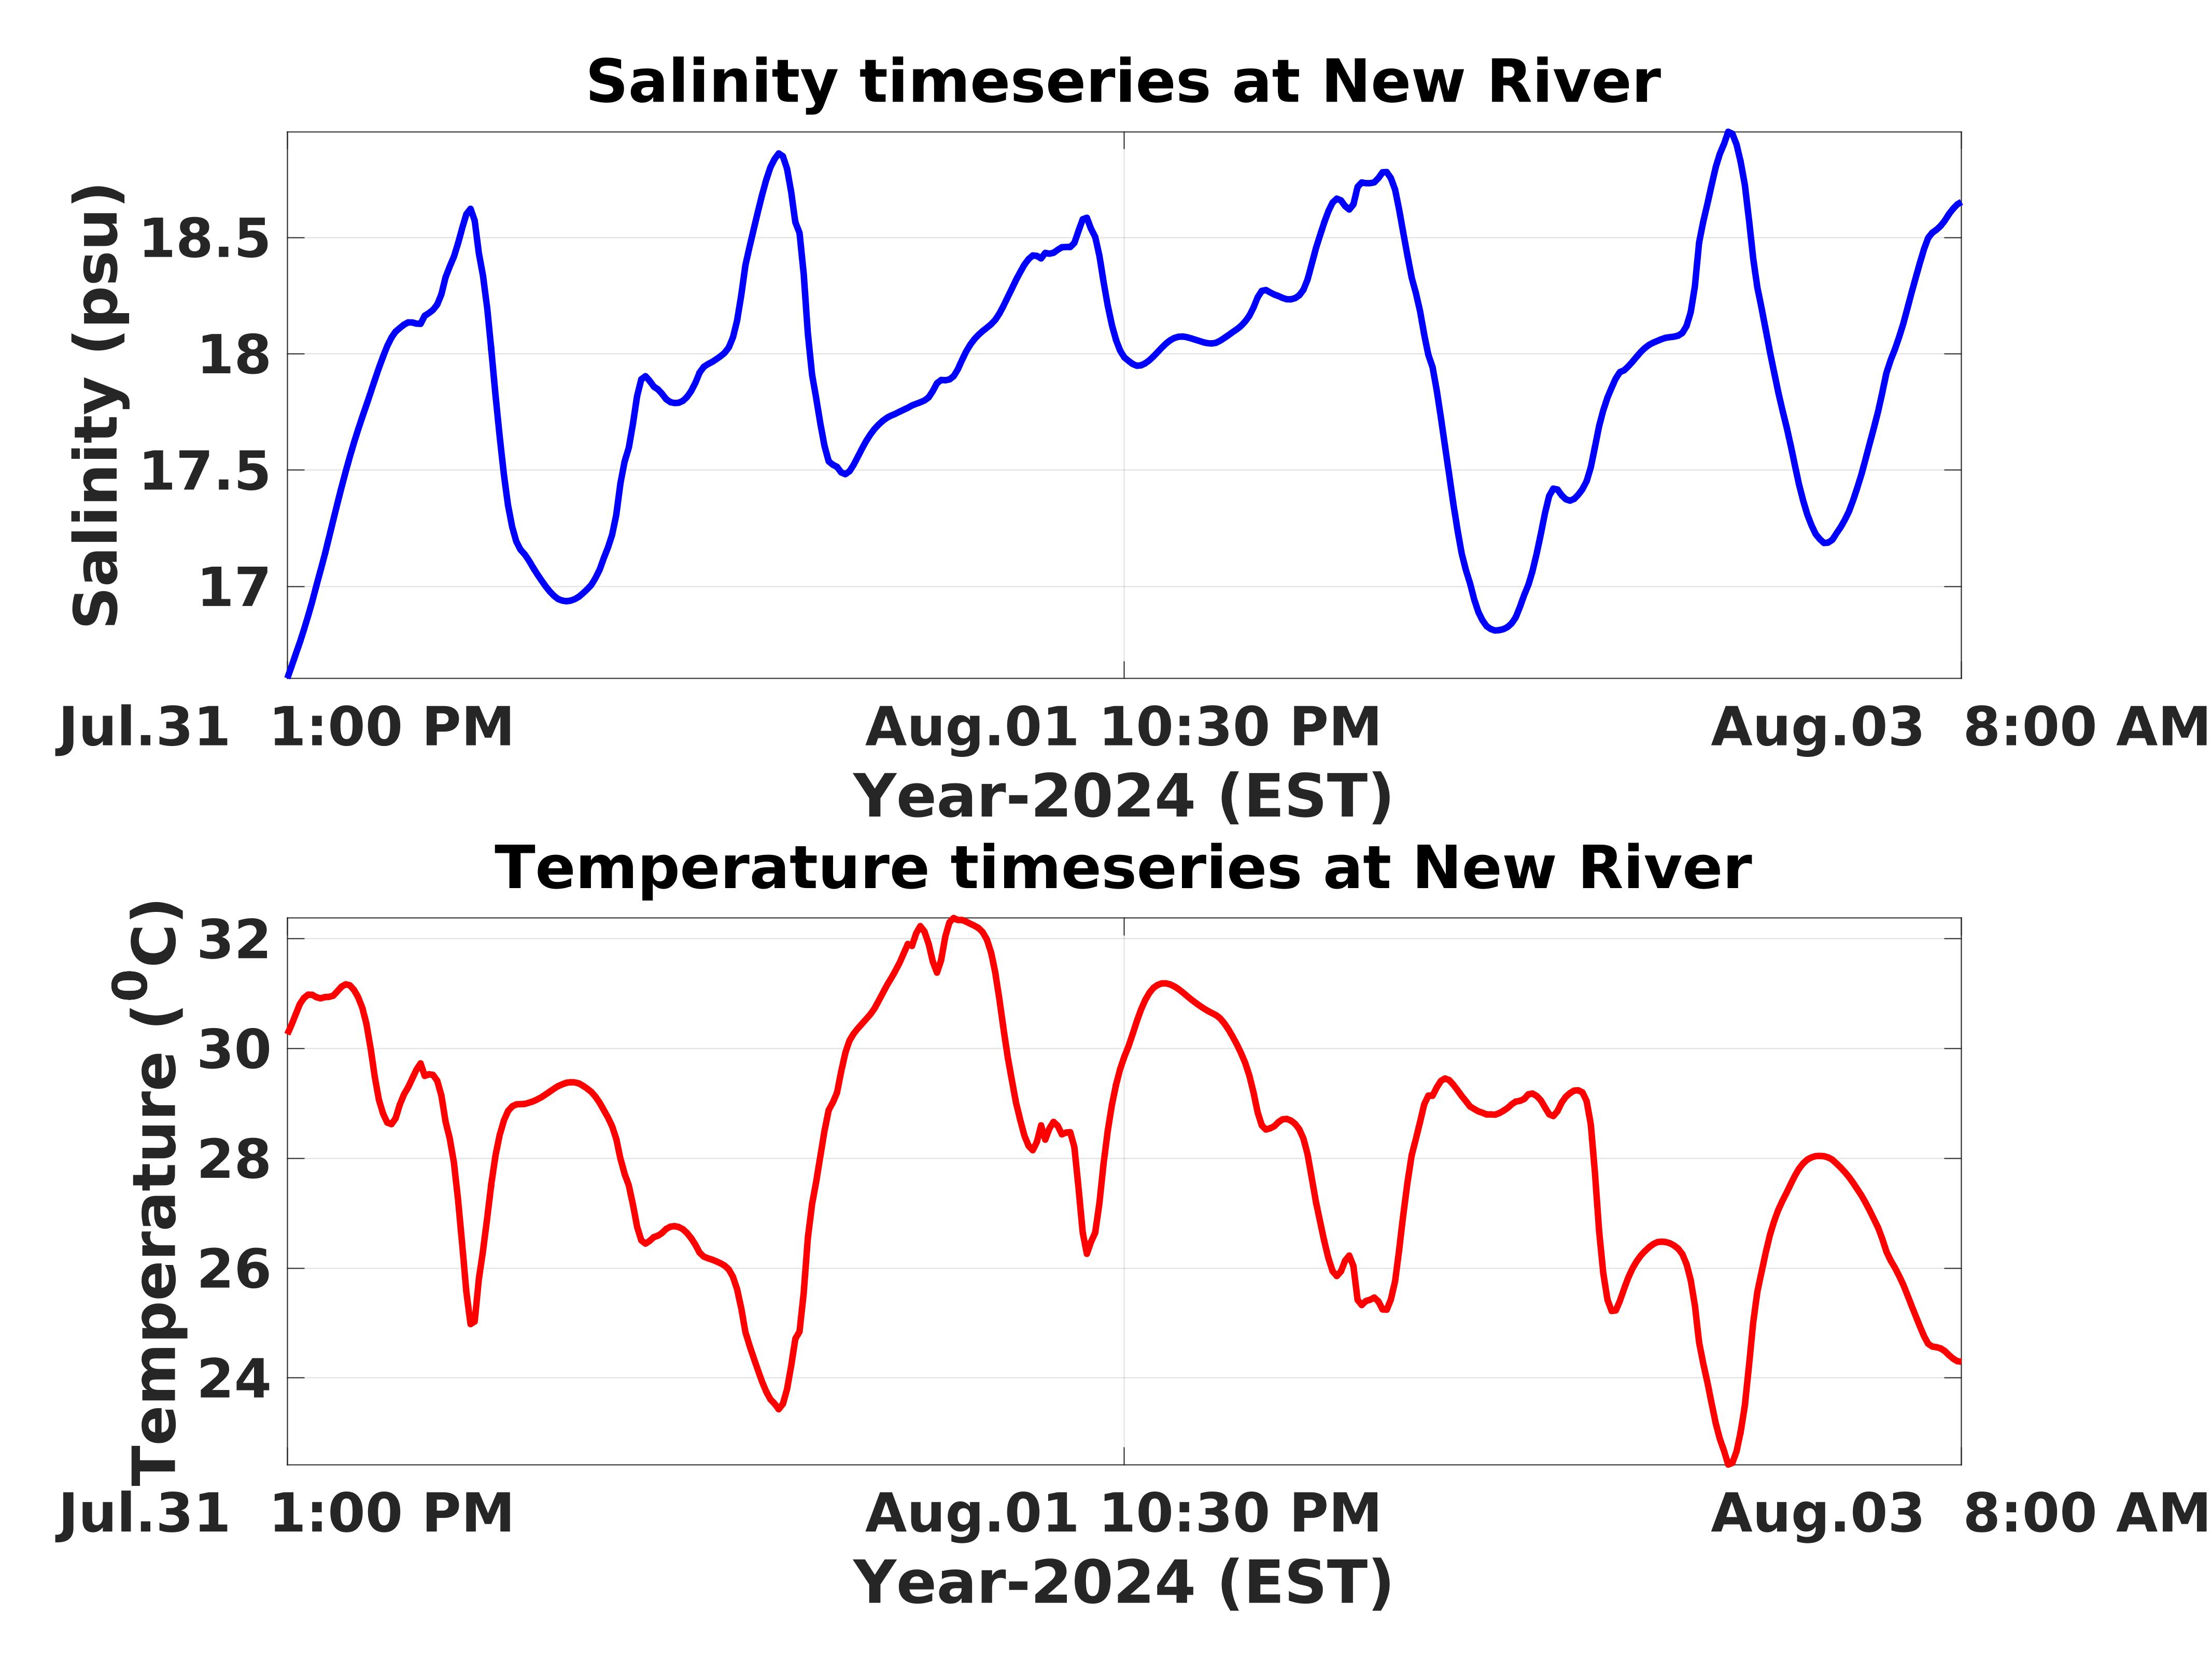 Salinity timeseries at New River
Salinity (psu)
18.5
18
17.5
17
Jul.31  1:00 PM
Aug.01 10:30 PM
Aug.03  8:00 AM
Year-2024 (EST)
Temperature timeseries at New River
Temperature (⁰C)
32
30
28
26
24
Jul.31  1:00 PM
Aug.01 10:30 PM
Aug.03  8:00 AM
Year-2024 (EST)